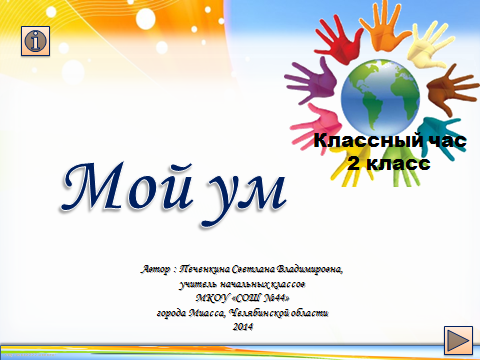 Классный час
2 класс
Мой ум
Автор : Печенкина Светлана Владимировна,
учитель начальных классов
МКОУ «СОШ №44»
города Миасса, Челябинской области
2014